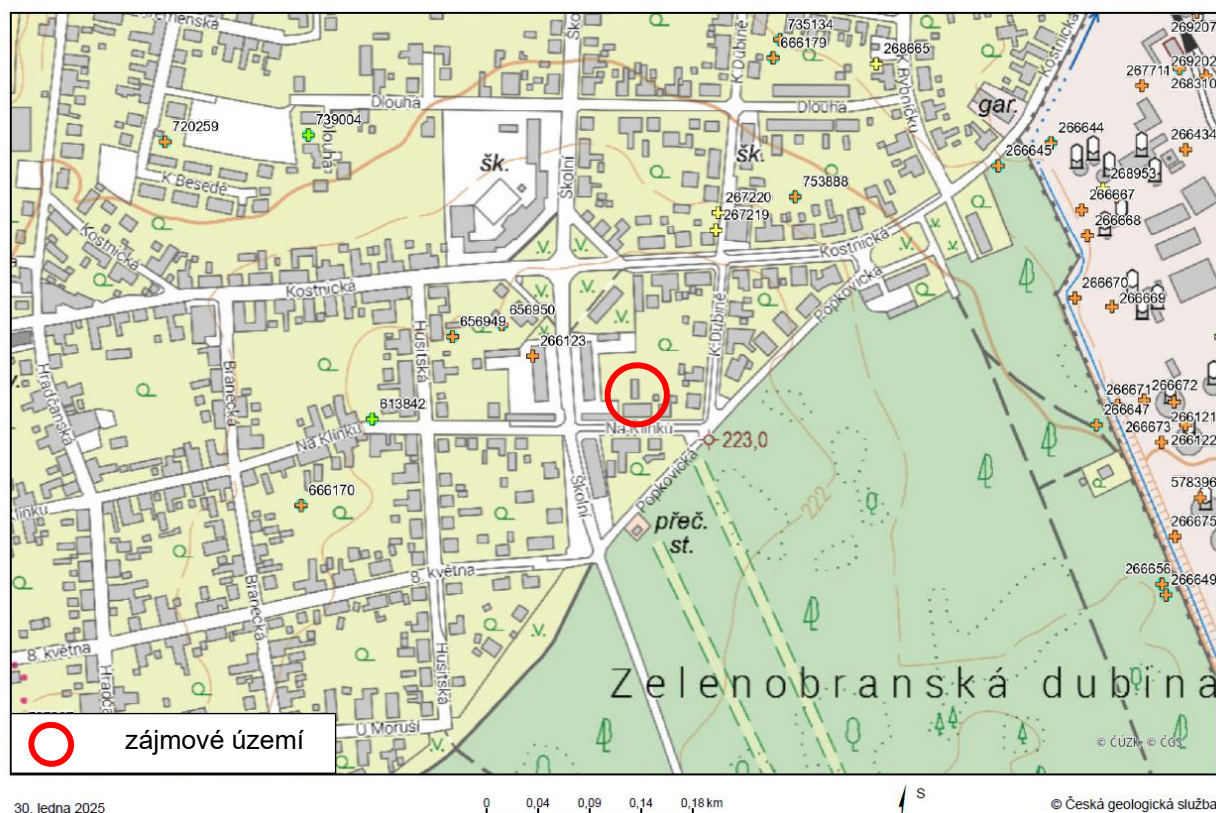 735134
666179
268665
269207
269202
267711
268310
K Dubině
K Rybníčku
Kostnická
gar.
Dlouhá
Dlouhá
720259
739004
K Besedě
šk.
Školní
šk.
266644
266645
266434
268953
753888
267220
267219
266667
266668
Kostnická
Kostnická
Kostnická
Popkovická
K Dubině
266670
266669
656949
656950
266123
Husitská
Branecká
Hradčanská
613842
Na Klínků
Na Klínků
223,0
266671
266672
266647
266673
266121
266122
666170
578396
266675
Školní
Popkovická
přeč.
st.
222
8. května
8. května
Branecká
Husitská
266656
266649
Zelenobranská dubina
U Moruší
zájmové území
© ČÚZK; © ČGS
30. ledna 2025
0 0,04 0,09 0,14 0,18 km
S
© Česká geologická služba